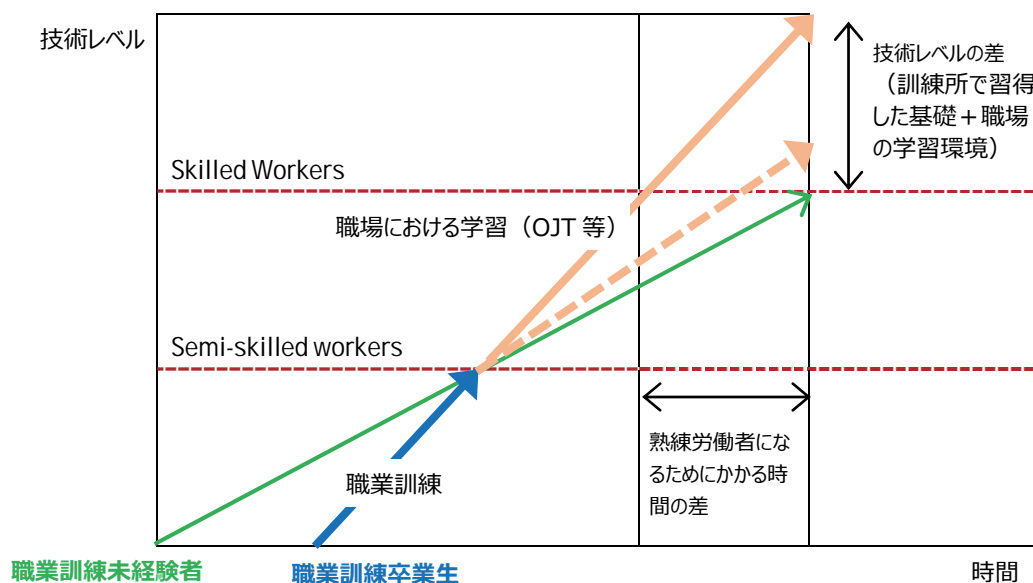 技術レベル
技術レベルの差
（訓練所で習得
した基礎＋職場
の学習環境）
Skilled Workers
職場における学習（OJT 等）
Semi-skilled workers
熟練労働者にな
るためにかかる時
間の差
職業訓練
職業訓練未経験者
職業訓練卒業生
時間